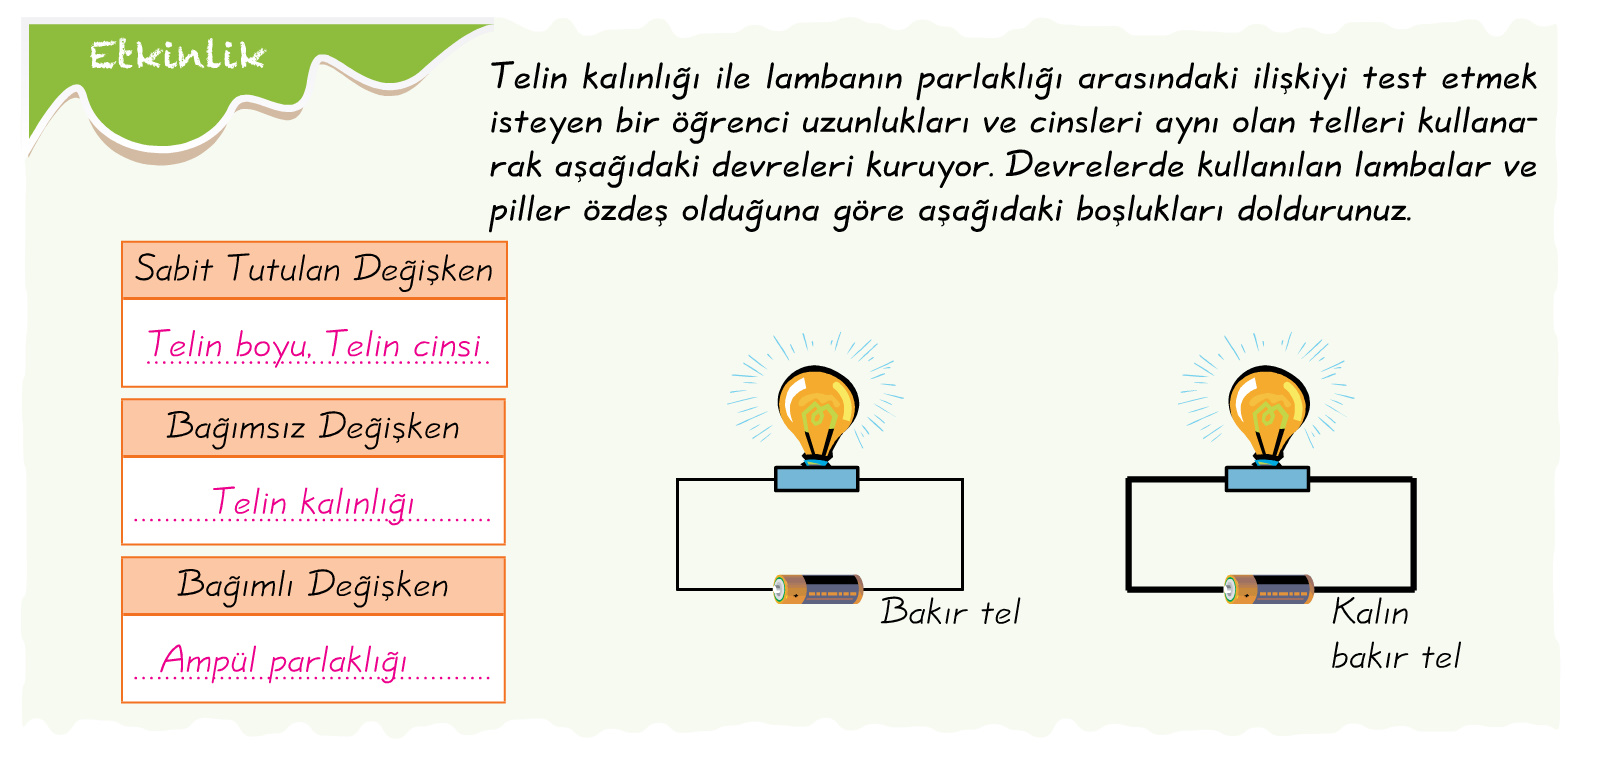 Etkinlik
Telin kalınlığı ile lambanın parlaklığı arasındaki ilişkiyi test etmek
isteyen bir öğrenci uzunlukları ve cinsleri aynı olan telleri kullana-
rak aşağıdaki devreleri kuruyor. Devrelerde kullanılan lambalar ve
piller özdeş olduğuna göre aşağıdaki boşlukları doldurunuz.
Sabit Tutulan Değişken
Telin boyu, Telin cinsi
Bağımsız Değişken
Telin kalınlığı
Bağımlı Değişken
Ampül parlaklığı
Bakır tel
Kalın
bakır tel